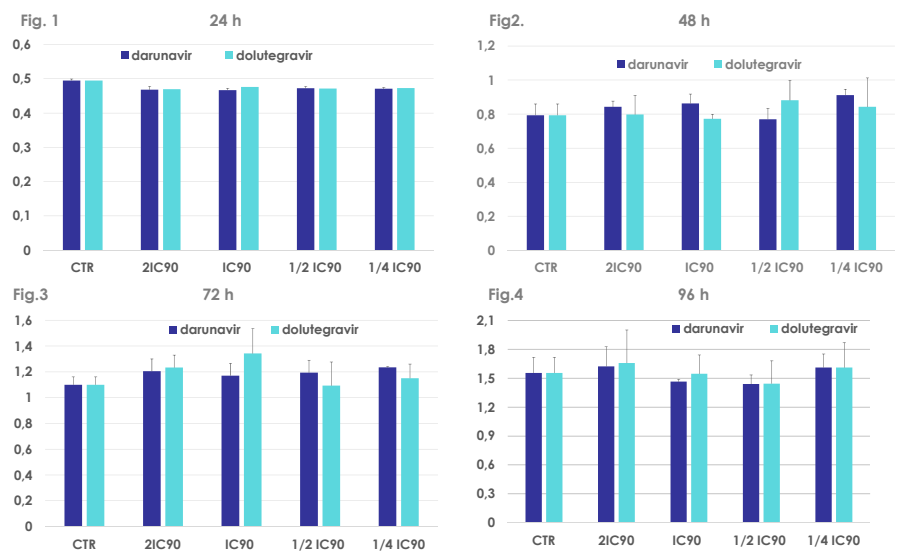 Fig. 1
24 h
darunavir
dolutegravir
0,6
0,5
0,4
0,3
0,2
0,1
0
CTR
2IC90
IC90
1/2 IC90
1/4 IC90
Fig2.
48 h
darunavir
dolutegravir
1,2
1
0,8
0,6
0,4
0,2
0
CTR
2IC90
IC90
1/2 IC90
1/4 IC90
Fig.3
72 h
darunavir
dolutegravir
1,6
1,4
1,2
1
0,8
0,6
0,4
0,2
0
CTR
2IC90
IC90
1/2 IC90
1/4 IC90
Fig.4
96 h
darunavir
dolutegravir
2,1
1,8
1,5
1,2
0,9
0,6
0,3
0
CTR
2IC90
IC90
1/2 IC90
1/4 IC90